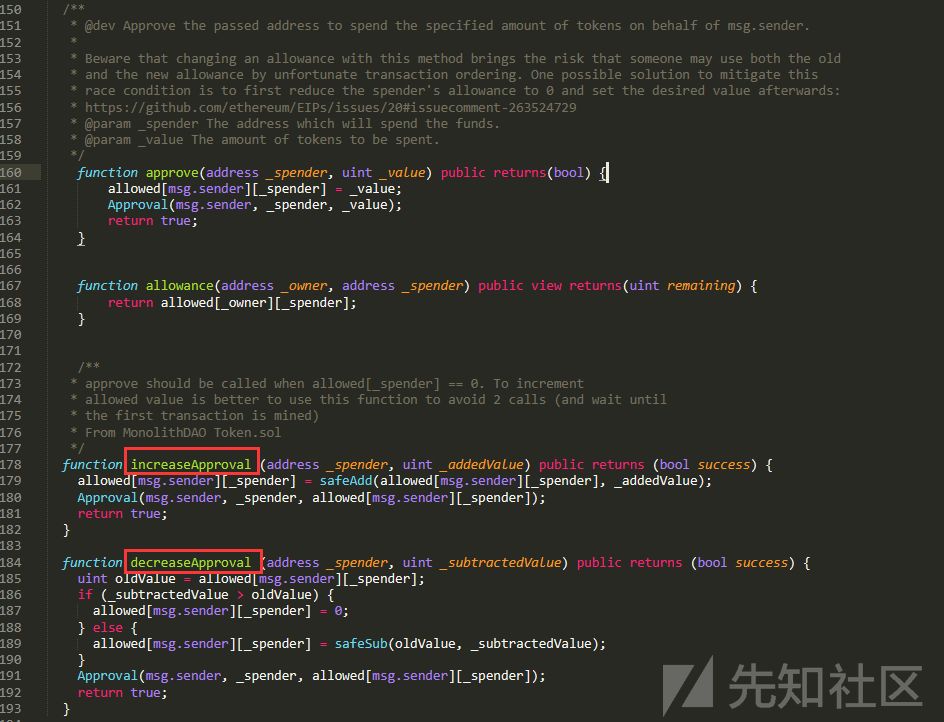 150 /**
151 * @dev Approve the passed address to spend the specified amount of tokens on behalf of msg.sender.
152 *
153 * Beware that changing an allowance with this method brings the risk that someone may use both the old
154 * and the new allowance by unfortunate transaction ordering. One possible solution to mitigate this
155 * race condition is to first reduce the spender's allowance to 0 and set the desired value afterwards:
156 * https://github.com/ethereum/EIPs/issues/20#issuecomment-263524729
157 * @param _spender The address which will spend the funds.
158 * @param _value The amount of tokens to be spent.
159 */
160 function approve(address _spender, uint _value) public returns(bool) {
161 allowed[msg.sender][_spender] = _value;
162 Approval(msg.sender, _spender, _value);
163 return true;
164 }
165
166
167 function allowance(address _owner, address _spender) public view returns(uint remaining) {
168 return allowed[_owner][_spender];
169 }
170
171
172 /**
173 * approve should be called when allowed[_spender] == 0. To increment
174 * allowed value is better to use this function to avoid 2 calls (and wait until
175 * the first transaction is mined)
176 * From MonolithDAO Token.sol
177 */
178 function increaseApproval (address _spender, uint _addedValue) public returns (bool success) {
179 allowed[msg.sender][_spender] = safeAdd(allowed[msg.sender][_spender], _addedValue);
180 Approval(msg.sender, _spender, allowed[msg.sender][_spender]);
181 return true;
182 }
183
184 function decreaseApproval (address _spender, uint _subtractedValue) public returns (bool success) {
185 uint oldValue = allowed[msg.sender][_spender];
186 if (_subtractedValue > oldValue) {
187 allowed[msg.sender][_spender] = 0;
188 } else {
189 allowed[msg.sender][_spender] = safeSub(oldValue, _subtractedValue);
190 }
191 Approval(msg.sender, _spender, allowed[msg.sender][_spender]);
192 return true;
193 }
先知社区